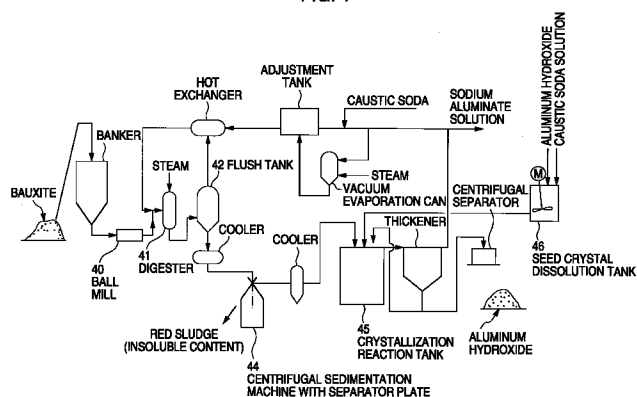 HOT
EXCHANGER
ADJUSTMENT
TANK
CAUSTIC SODA
SODIUM
ALUMINATE
SOLUTION
ALUMINUM HYDROXIDE
CAUSTIC SODA SOLUTION
BANKER
STEAM
42 FLUSH TANK
STEAM
VACUUM
EVAPORATION CAN
CENTRIFUGAL
SEPARATOR
M
BAUXITE
COOLER
COOLER
THICKENER
40
BALL
MILL
41
DIGESTER
46
SEED CRYSTAL
DISSOLUTION TANK
RED SLUDGE
(INSOLUBLE CONTENT)
44
CENTRIFUGAL SEDIMENTATION
MACHINE WITH SEPARATOR PLATE
45
CRYSTALLIZATION
REACTION TANK
ALUMINUM
HYDROXIDE